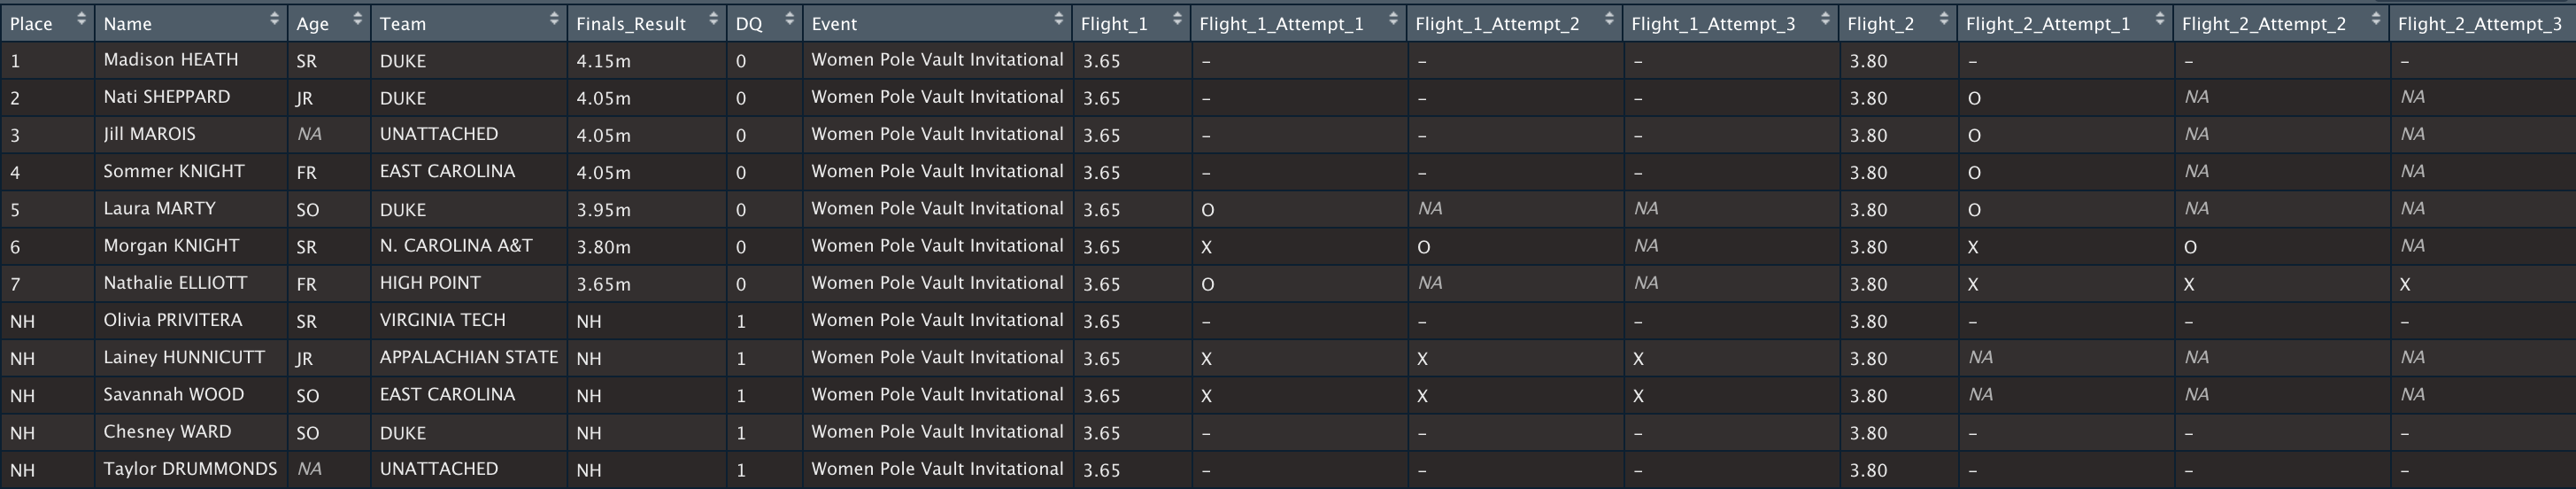 Place Name Age Team Finals_Result DQ Event Flight_1 Flight_1_Attempt_1 Flight_1_Attempt_2 Flight_1_Attempt_3 Flight_2 Flight_2_Attempt_1 Flight_2_Attempt_2 Flight_2_Attempt_3
1 Madison HEATH SR DUKE 4.15m 0 Women Pole Vault Invitational 3.65 – – – 3.80 – – –
2 Nati SHEPPARD JR DUKE 4.05m 0 Women Pole Vault Invitational 3.65 – – – 3.80 O NA NA
3 Jill MAROIS NA UNATTACHED 4.05m 0 Women Pole Vault Invitational 3.65 – – – 3.80 O NA NA
4 Sommer KNIGHT FR EAST CAROLINA 4.05m 0 Women Pole Vault Invitational 3.65 – – – 3.80 O NA NA
5 Laura MARTY SO DUKE 3.95m 0 Women Pole Vault Invitational 3.65 O NA NA 3.80 O NA NA
6 Morgan KNIGHT SR N. CAROLINA A&T 3.80m 0 Women Pole Vault Invitational 3.65 X O NA 3.80 X O NA
7 Nathalie ELLIOTT FR HIGH POINT 3.65m 0 Women Pole Vault Invitational 3.65 O NA NA 3.80 X X X
NH Olivia PRIVITERA SR VIRGINIA TECH NH 1 Women Pole Vault Invitational 3.65 – – – 3.80 – – –
NH Lainey HUNNICUTT JR APPALACHIAN STATE NH 1 Women Pole Vault Invitational 3.65 X X X 3.80 NA NA NA
NH Savannah WOOD SO EAST CAROLINA NH 1 Women Pole Vault Invitational 3.65 X X X 3.80 NA NA NA
NH Chesney WARD SO DUKE NH 1 Women Pole Vault Invitational 3.65 – – – 3.80 – – –
NH Taylor DRUMMONDS NA UNATTACHED NH 1 Women Pole Vault Invitational 3.65 – – – 3.80 – – –